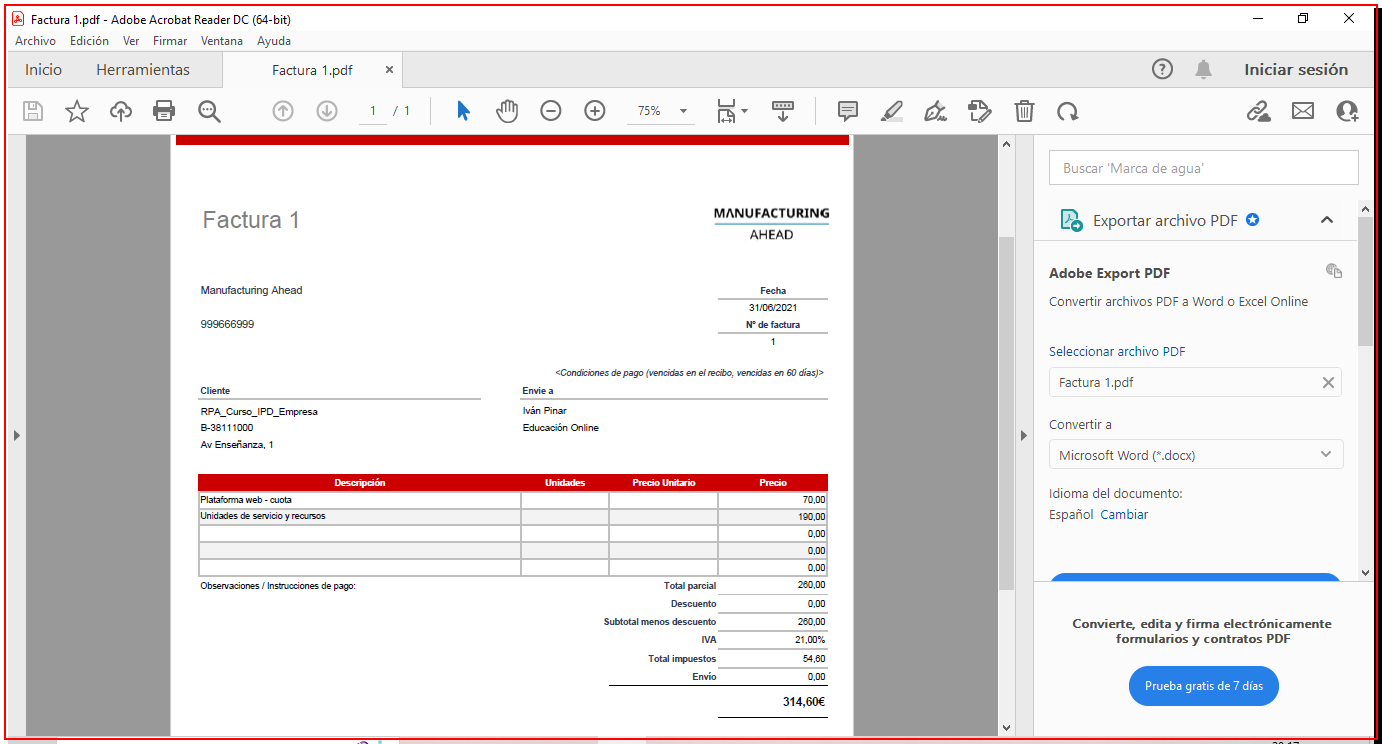 Factura 1.pdf - Adobe Acrobat Reader DC (64-bit)
Archivo Edición Ver Firmar Ventana Ayuda
Inicio Herramientas Factura 1.pdf Iniciar sesión
1 / 1 75%
Factura 1
MANUFACTURING
AHEAD
Manufacturing Ahead
Fecha
31/06/2021
999666999
Nº de factura
1
<Condiciones de pago (vencidas en el recibo, vencidas en 60 días)>
Cliente Envíe a
RPA_Curso_IPD_Empresa Iván Pinar
B-38111000 Educación Online
Av Enseñanza, 1
Descripción Unidades Precio Unitario Precio
Plataforma web - cuota 70,00
Unidades de servicio y recursos 190,00
0,00
0,00
0,00
Observaciones / Instrucciones de pago: Total parcial 260,00
Descuento 0,00
Subtotal menos descuento 260,00
IVA 21,00%
Total impuestos 54,60
Envío 0,00
314,60€
Buscar 'Marca de agua'
Exportar archivo PDF
Adobe Export PDF
Convertir archivos PDF a Word o Excel Online
Seleccionar archivo PDF
Factura 1.pdf
Convertir a
Microsoft Word (*.docx)
Idioma del documento:
Español Cambiar
Convierte, edita y firma electrónicamente
formularios y contratos PDF
Prueba gratis de 7 días